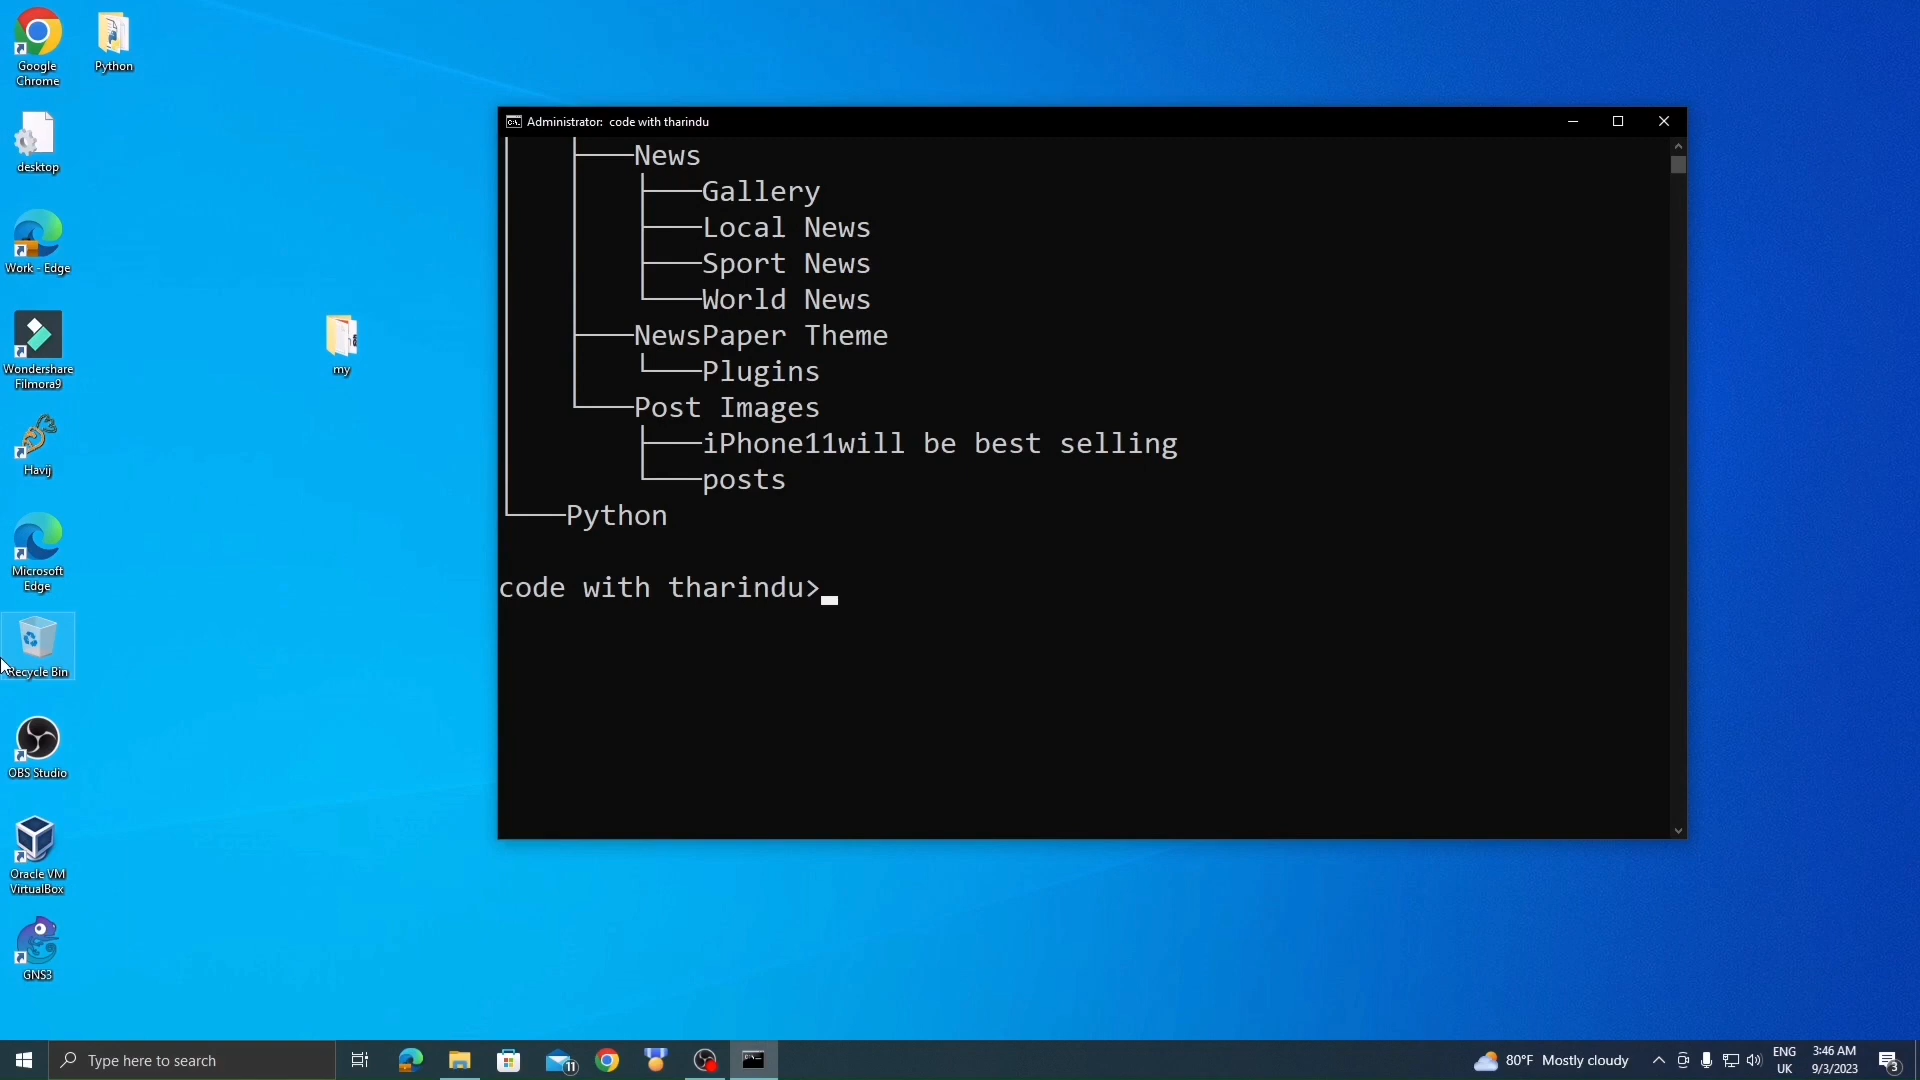 Google
Chrome
Python
desktop
Work - Edge
Wondershare
Filmora9
my
Havij
Microsoft
Edge
Recycle Bin
OBS Studio
Oracle VM
VirtualBox
GNS3
Administrator: code with tharindu
News
Gallery
Local News
Sport News
World News
NewsPaper Theme
Plugins
Post Images
iPhone11will be best selling
posts
Python
code with tharindu>
Type here to search
11
80°F Mostly cloudy
ENG
UK
3:46 AM
9/3/2023
3